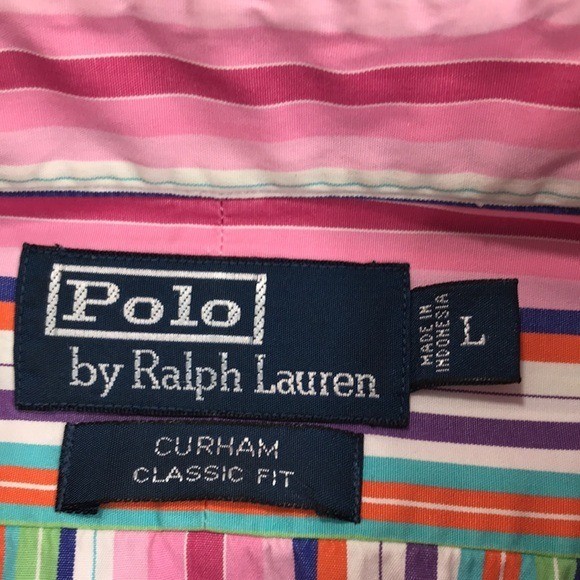 Polo
by Ralph Lauren
MADE IN
INDONESIA
L
CURHAM
CLASSIC FIT